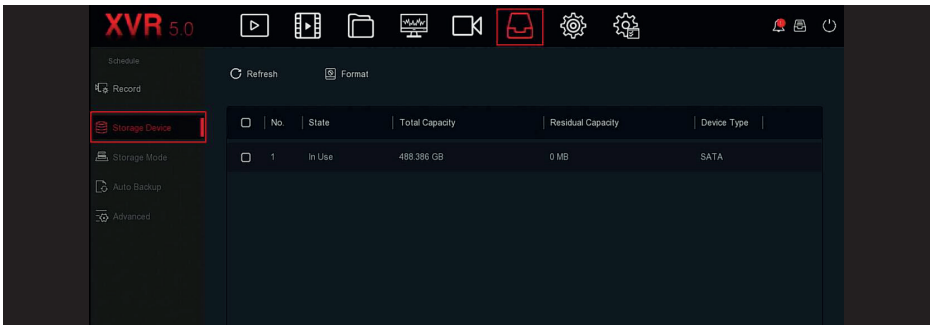 XVR 5.0
Schedule
Record
Storage Device
Storage Mode
Auto Backup
Advanced
Refresh Format
No. State Total Capacity Residual Capacity Device Type
1 In Use 488.386 GB 0 MB SATA